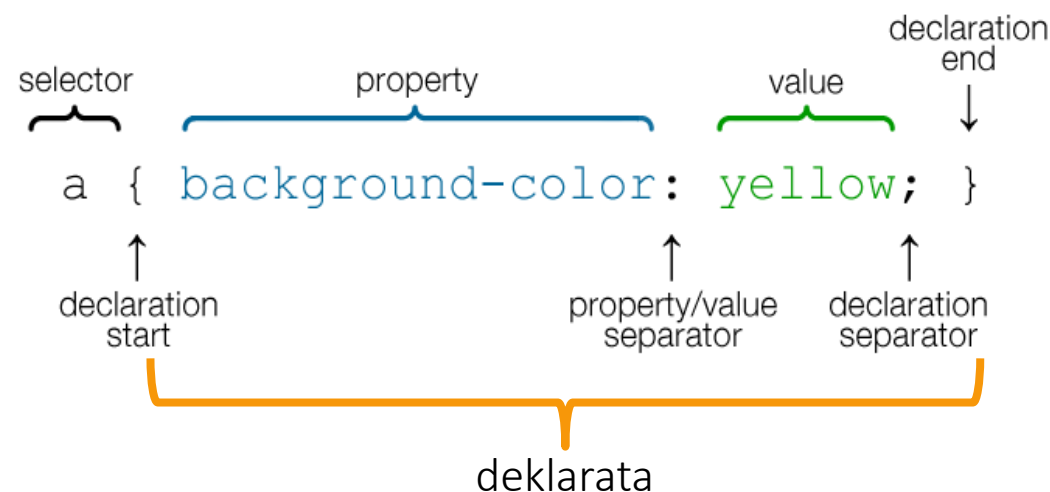 declaration
end
selector
property
value
a { background-color: yellow; }
declaration
start
property/value
separator
declaration
separator
deklarata